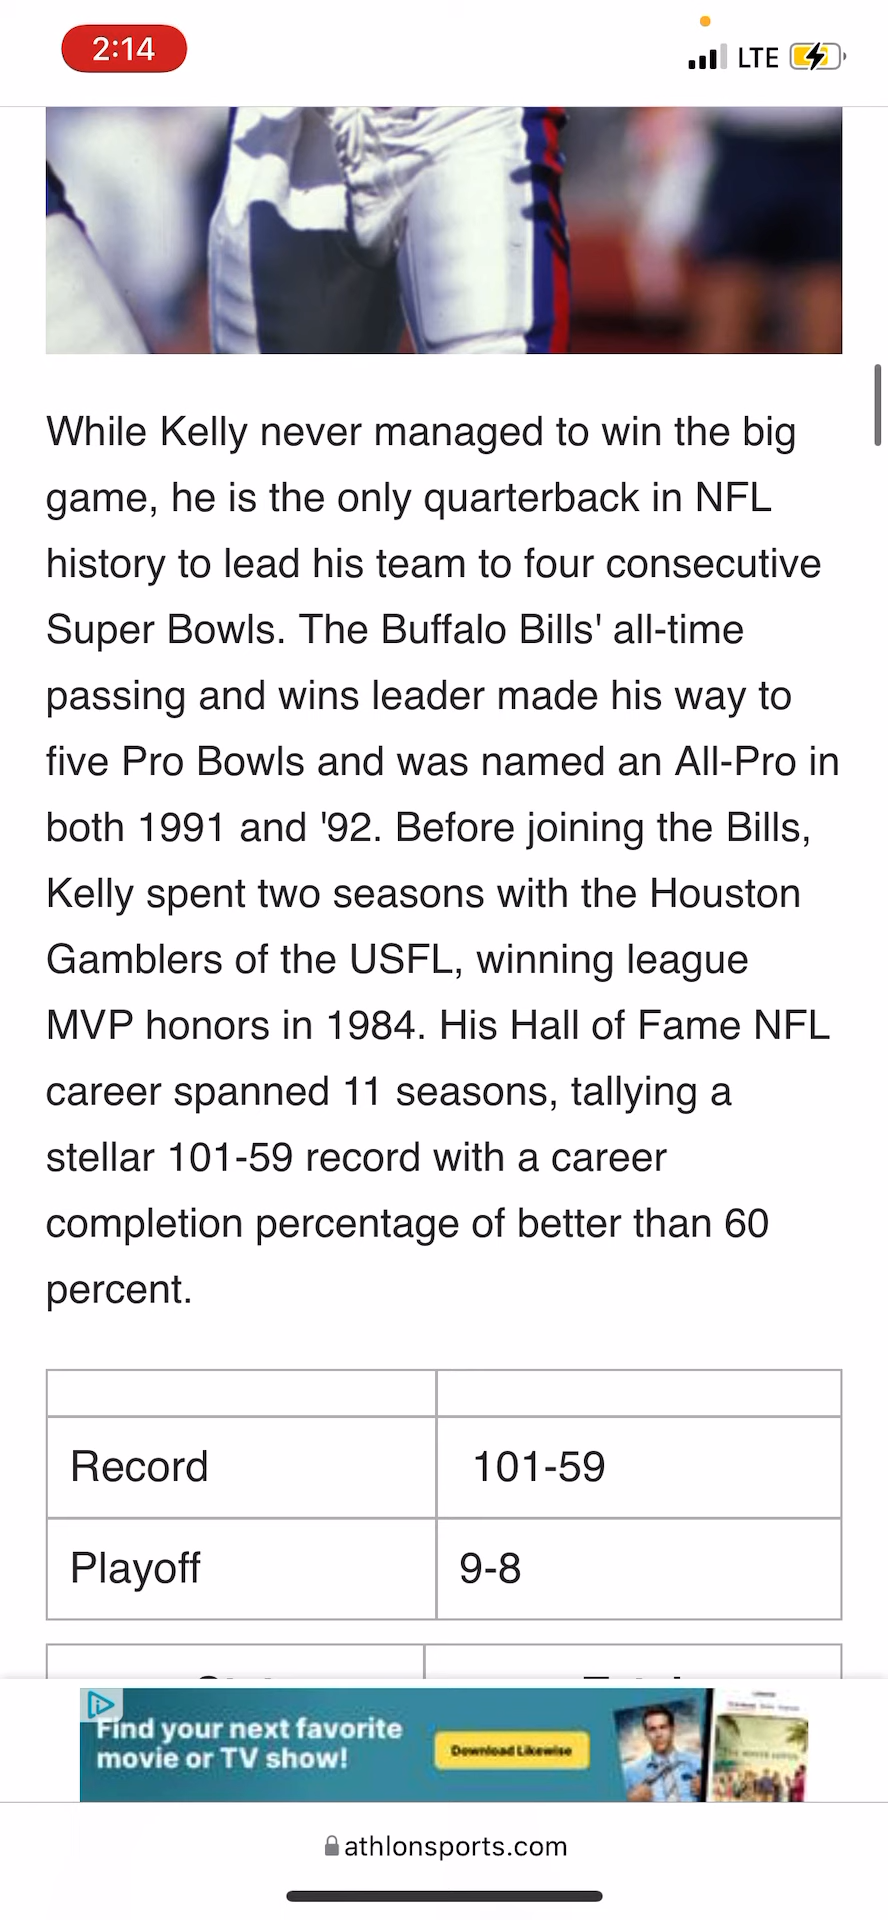 2:14
LTE
While Kelly never managed to win the big
game, he is the only quarterback in NFL
history to lead his team to four consecutive
Super Bowls. The Buffalo Bills' all-time
passing and wins leader made his way to
five Pro Bowls and was named an All-Pro in
both 1991 and '92. Before joining the Bills,
Kelly spent two seasons with the Houston
Gamblers of the USFL, winning league
MVP honors in 1984. His Hall of Fame NFL
career spanned 11 seasons, tallying a
stellar 101-59 record with a career
completion percentage of better than 60
percent.
Record 101-59
Playoff 9-8
Find your next favorite
movie or TV show!
Download Likewise
athlonsports.com